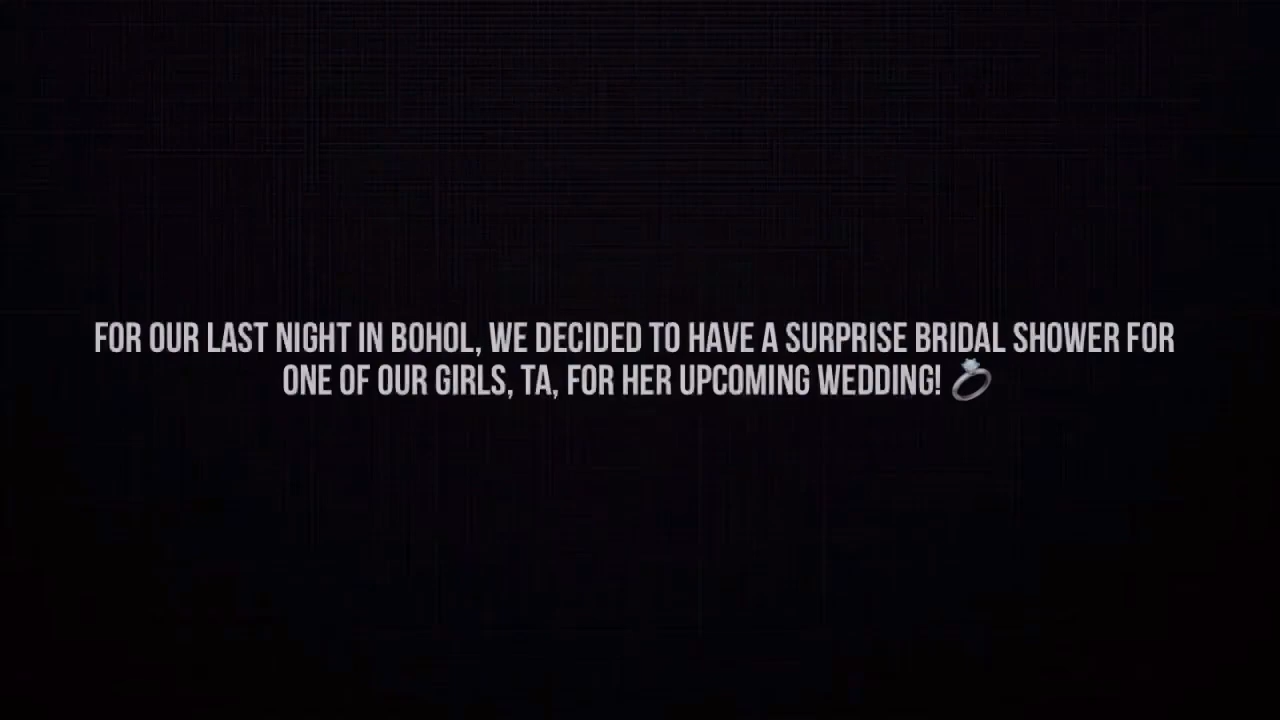 FOR OUR LAST NIGHT IN BOHOL, WE DECIDED TO HAVE A SURPRISE BRIDAL SHOWER FOR
ONE OF OUR GIRLS, TA, FOR HER UPCOMING WEDDING! 💍